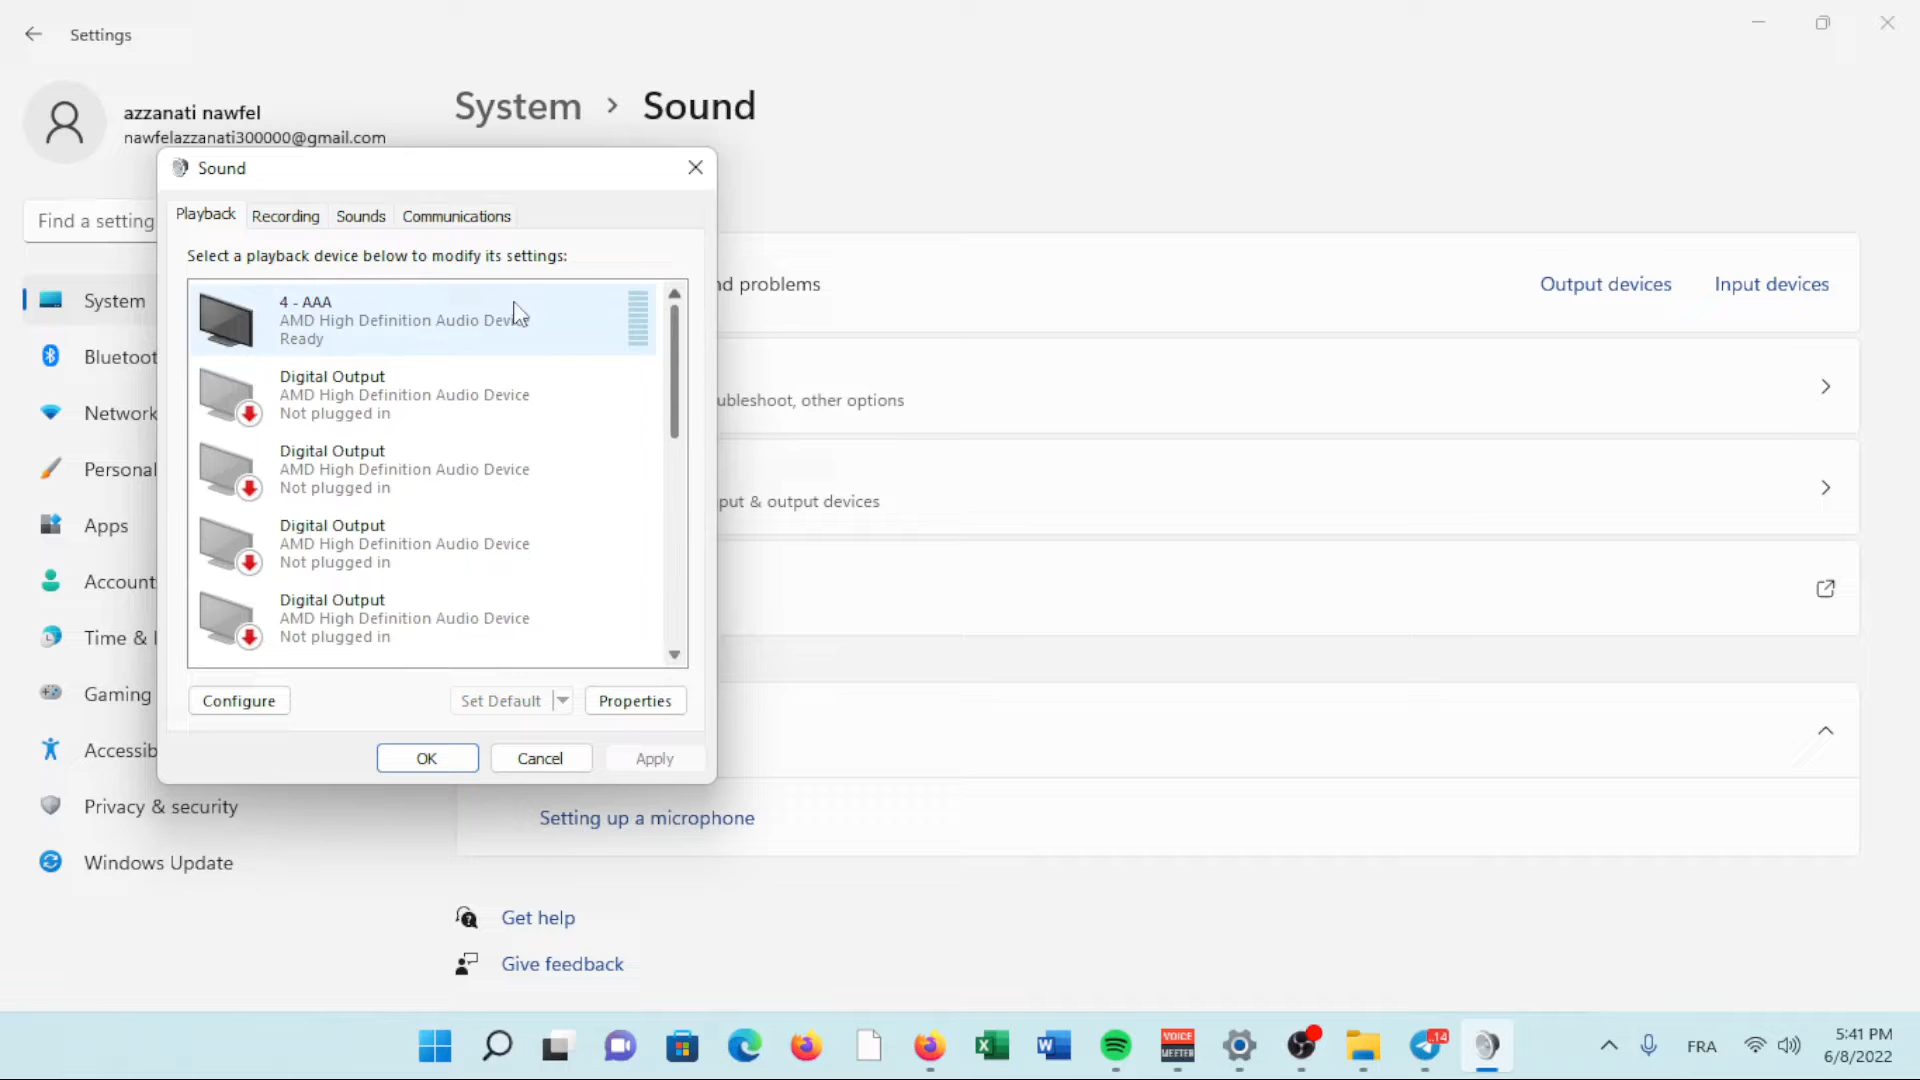 Settings
azzanati nawfel
nawfelazzanati300000@gmail.com
System > Sound
Sound
Find a setting
Playback Recording Sounds Communications
Select a playback device below to modify its settings:
4 - AAA
AMD High Definition Audio Device
Ready
Digital Output
AMD High Definition Audio Device
Not plugged in
Digital Output
AMD High Definition Audio Device
Not plugged in
Digital Output
AMD High Definition Audio Device
Not plugged in
Digital Output
AMD High Definition Audio Device
Not plugged in
Configure Set Default Properties
OK Cancel Apply
System
Bluetoot
Network
Personal
Apps
Account
Time & l
Gaming
Accessib
Privacy & security
Windows Update
nd problems
Output devices Input devices
ubleshoot, other options
put & output devices
Setting up a microphone
Get help
Give feedback
VOICE
MEETER
..14
FRA
5:41 PM
6/8/2022